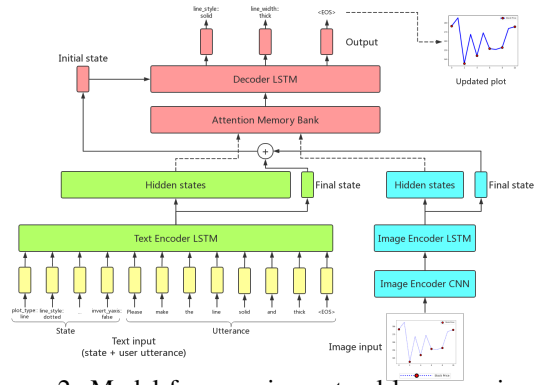 line_style:
solid
line_width:
thick
<EOS>
Output
Updated plot
Initial state
Decoder LSTM
Attention Memory Bank
+
Hidden states
Final state
Hidden states
Final state
Text Encoder LSTM
Image Encoder LSTM
Image Encoder CNN
plot_type:
line
line_style:
dotted
...
invert_yaxis:
false
Please
make
the
line
solid
and
thick
<EOS>
State
Utterance
Text input
(state + user utterance)
Image input